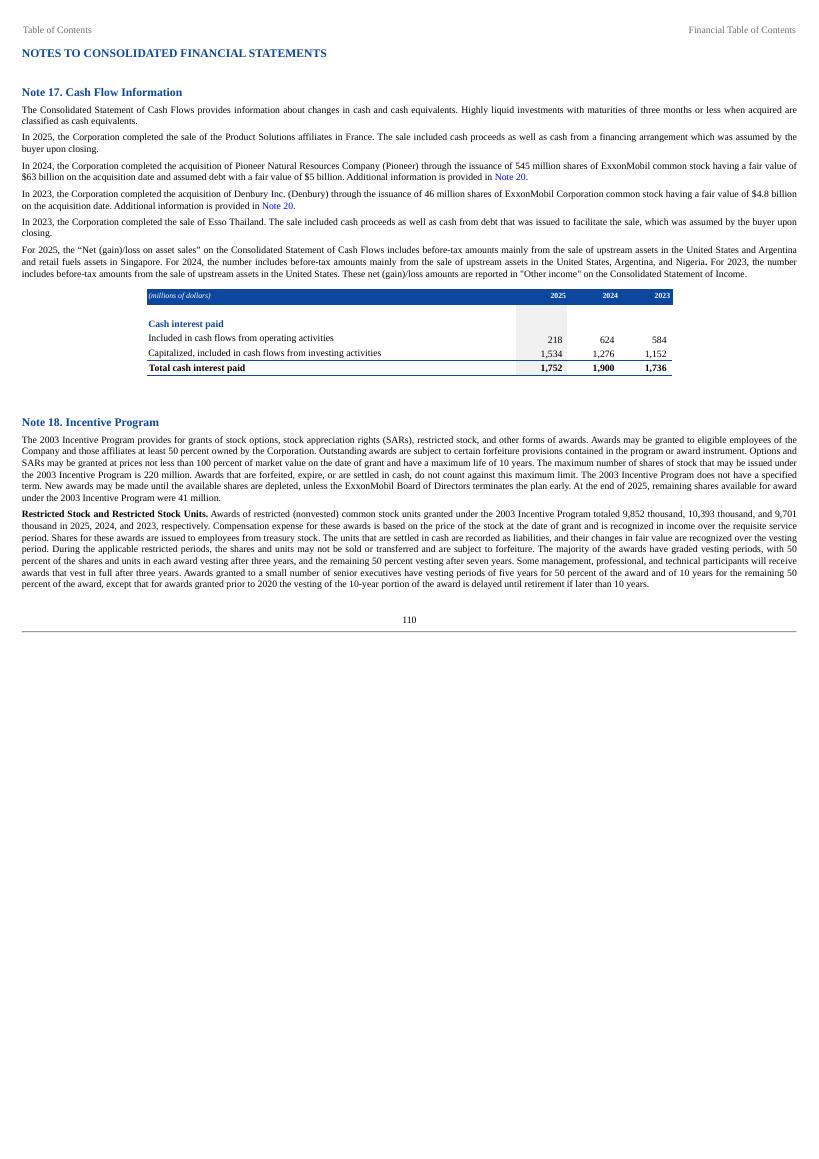 Table of Contents Financial Table of Contents
NOTES TO CONSOLIDATED FINANCIAL STATEMENTS
Note 17. Cash Flow Information
The Consolidated Statement of Cash Flows provides information about changes in cash and cash equivalents. Highly liquid investments with maturities of three months or less when acquired are
classified as cash equivalents.
In 2025, the Corporation completed the sale of the Product Solutions affiliates in France. The sale included cash proceeds as well as cash from a financing arrangement which was assumed by the
buyer upon closing.
In 2024, the Corporation completed the acquisition of Pioneer Natural Resources Company (Pioneer) through the issuance of 545 million shares of ExxonMobil common stock having a fair value of
$63 billion on the acquisition date and assumed debt with a fair value of $5 billion. Additional information is provided in Note 20.
In 2023, the Corporation completed the acquisition of Denbury Inc. (Denbury) through the issuance of 46 million shares of ExxonMobil Corporation common stock having a fair value of $4.8 billion
on the acquisition date. Additional information is provided in Note 20.
In 2023, the Corporation completed the sale of Esso Thailand. The sale included cash proceeds as well as cash from debt that was issued to facilitate the sale, which was assumed by the buyer upon
closing.
For 2025, the “Net (gain)/loss on asset sales” on the Consolidated Statement of Cash Flows includes before-tax amounts mainly from the sale of upstream assets in the United States and Argentina
and retail fuels assets in Singapore. For 2024, the number includes before-tax amounts mainly from the sale of upstream assets in the United States, Argentina, and Nigeria. For 2023, the number
includes before-tax amounts from the sale of upstream assets in the United States. These net (gain)/loss amounts are reported in "Other income" on the Consolidated Statement of Income.
(millions of dollars) 2025 2024 2023
Cash interest paid
Included in cash flows from operating activities 218 624 584
Capitalized, included in cash flows from investing activities 1,534 1,276 1,152
Total cash interest paid 1,752 1,900 1,736
Note 18. Incentive Program
The 2003 Incentive Program provides for grants of stock options, stock appreciation rights (SARs), restricted stock, and other forms of awards. Awards may be granted to eligible employees of the
Company and those affiliates at least 50 percent owned by the Corporation. Outstanding awards are subject to certain forfeiture provisions contained in the program or award instrument. Options and
SARs may be granted at prices not less than 100 percent of market value on the date of grant and have a maximum life of 10 years. The maximum number of shares of stock that may be issued under
the 2003 Incentive Program is 220 million. Awards that are forfeited, expire, or are settled in cash, do not count against this maximum limit. The 2003 Incentive Program does not have a specified
term. New awards may be made until the available shares are depleted, unless the ExxonMobil Board of Directors terminates the plan early. At the end of 2025, remaining shares available for award
under the 2003 Incentive Program were 41 million.
Restricted Stock and Restricted Stock Units. Awards of restricted (nonvested) common stock units granted under the 2003 Incentive Program totaled 9,852 thousand, 10,393 thousand, and 9,701
thousand in 2025, 2024, and 2023, respectively. Compensation expense for these awards is based on the price of the stock at the date of grant and is recognized in income over the requisite service
period. Shares for these awards are issued to employees from treasury stock. The units that are settled in cash are recorded as liabilities, and their changes in fair value are recognized over the vesting
period. During the applicable restricted periods, the shares and units may not be sold or transferred and are subject to forfeiture. The majority of the awards have graded vesting periods, with 50
percent of the shares and units in each award vesting after three years, and the remaining 50 percent vesting after seven years. Some management, professional, and technical participants will receive
awards that vest in full after three years. Awards granted to a small number of senior executives have vesting periods of five years for 50 percent of the award and of 10 years for the remaining 50
percent of the award, except that for awards granted prior to 2020 the vesting of the 10-year portion of the award is delayed until retirement if later than 10 years.
110